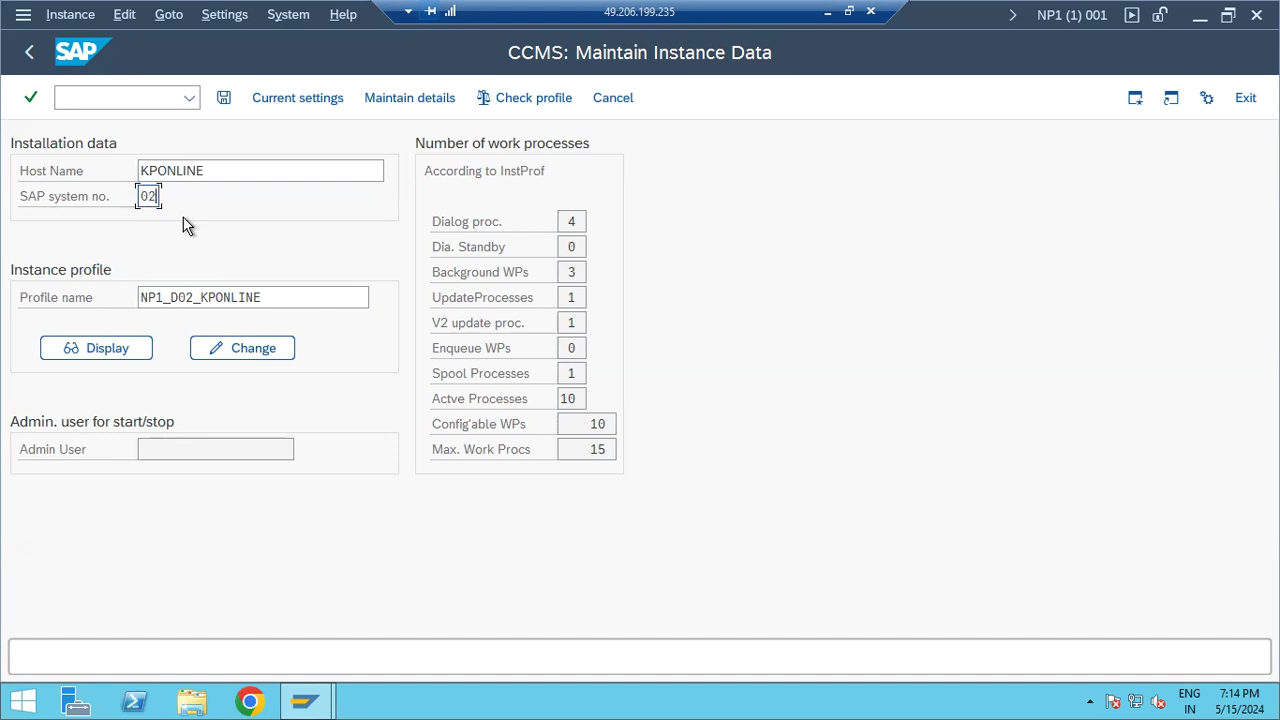 Instance Edit Goto Settings System Help 49.206.199.235 NP1 (1) 001
SAP CCMS: Maintain Instance Data
Current settings Maintain details Check profile Cancel Exit
Installation data
Host Name KPONLINE
SAP system no. 02
Instance profile
Profile name NP1_D02_KPONLINE
Display Change
Admin. user for start/stop
Admin User
Number of work processes
According to InstProf
Dialog proc. 4
Dia. Standby 0
Background WPs 3
UpdateProcesses 1
V2 update proc. 1
Enqueue WPs 0
Spool Processes 1
Actve Processes 10
Config'able WPs 10
Max. Work Procs 15
ENG 7:14 PM
IN 5/15/2024